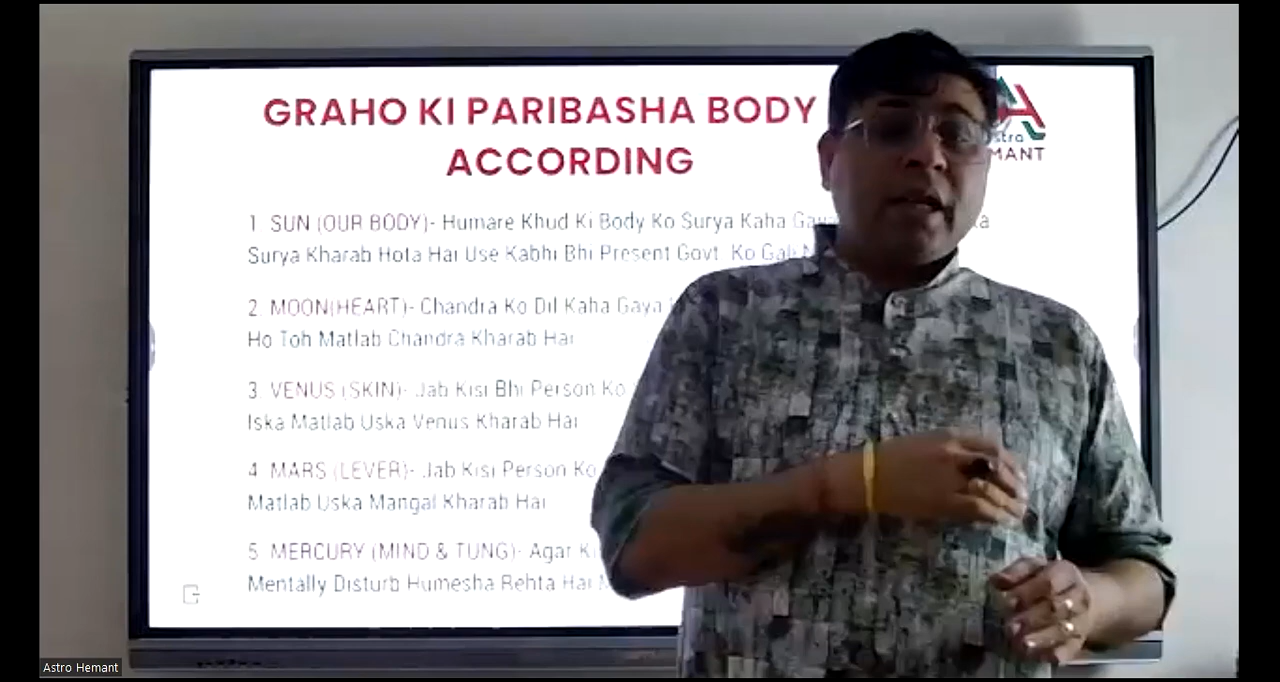 GRAHO KI PARIBASHA BODY
ACCORDING
MANT
1. SUN (OUR BODY)- Humare Khud Ki Body Ko Surya Kaha
Surya Kharab Hota Hai Use Kabhi Bhi Present Govt. Ko Gali
2. MOON(HEART)- Chandra Ko Dil Kaha Gaya
Ho Toh Matlab Chandra Kharab Hai
3. VENUS (SKIN)- Jab Kisi Bhi Person Ko
Iska Matlab Uska Venus Kharab Hai
4. MARS (LEVER)- Jab Kisi Person Ko
Matlab Uska Mangal Kharab Hai
5. MERCURY (MIND & TUNG)- Agar
Mentally Disturb Humesha Rehta Hai
Astro Hemant